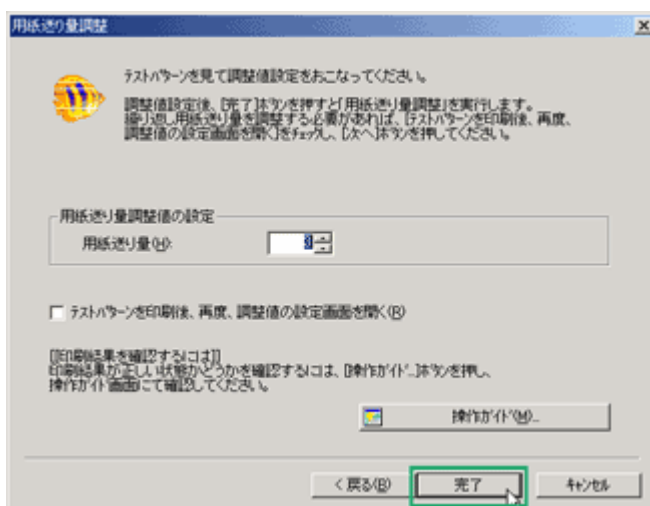 用紙送り量調整
テストパターンを見て調整値設定をおこなってください。
調整値設定後、[完了]ボタンを押すと「用紙送り量調整」を実行します。
繰り返し用紙送り量を調整する必要があれば、[テストパターンを印刷後、再度、
調整値の設定画面を開く]をチェックし、[次へ]ボタンを押してください。
用紙送り量調整値の設定
用紙送り量(H):
テストパターンを印刷後、再度、調整値の設定画面を開く(R)
[[印刷結果を確認するには]]
印刷結果が正しい状態かどうかを確認するには、[操作ガイド...]ボタンを押し、
操作ガイド画面にて確認してください。
操作ガイド(M)...
< 戻る(B)
完了
キャンセル